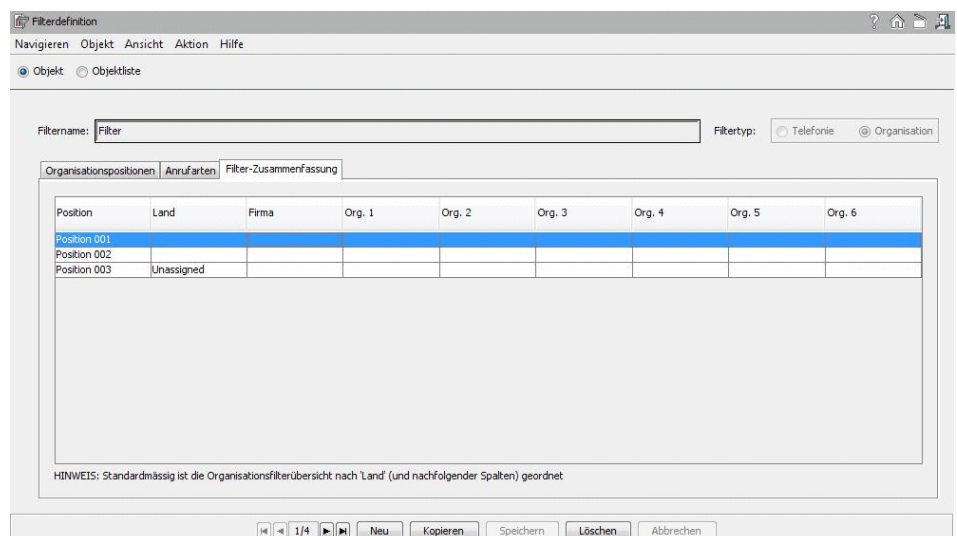 Filterdefinition
Navigieren Objekt Ansicht Aktion Hilfe
Objekt Objektliste
Filtername: Filter Filtertyp: Telefonie Organisation
Organisationspositionen Anrufarten Filter-Zusammenfassung
Position Land Firma Org. 1 Org. 2 Org. 3 Org. 4 Org. 5 Org. 6
Position 001
Position 002
Position 003 Unassigned
HINWEIS: Standardmässig ist die Organisationsfilterübersicht nach 'Land' (und nachfolgender Spalten) geordnet
1/4 Neu Kopieren Speichern Löschen Abbrechen